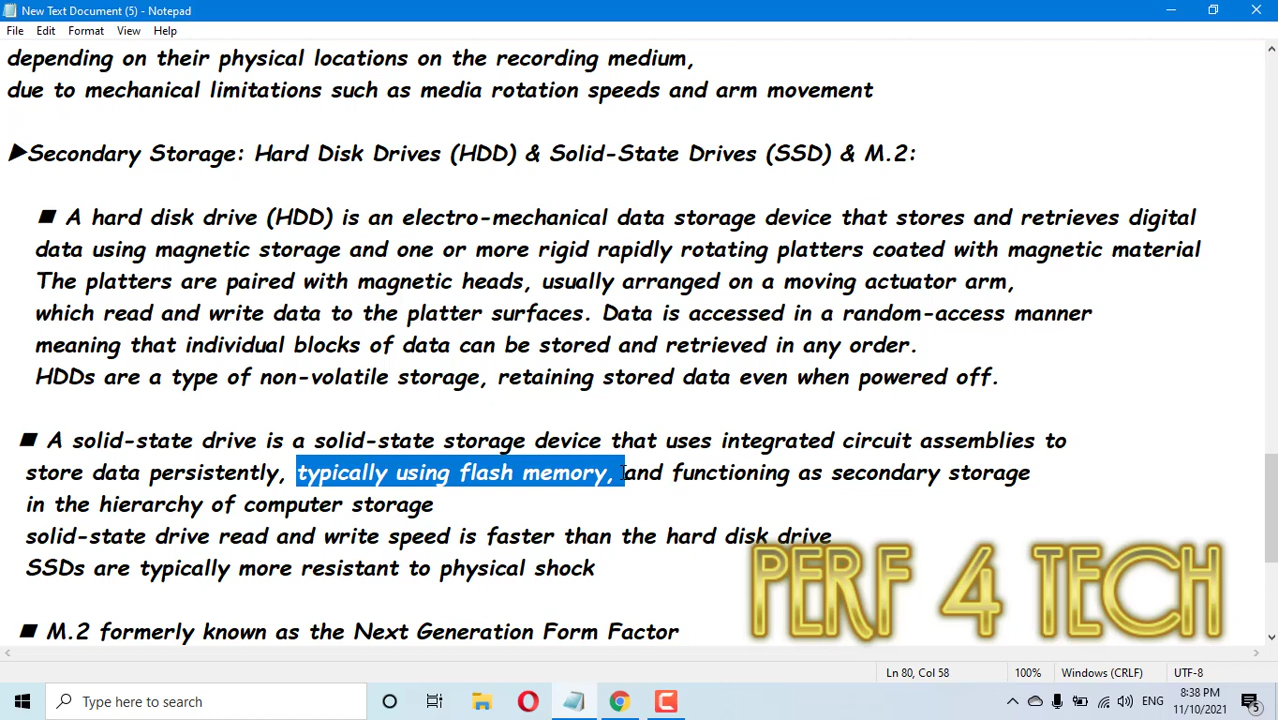 New Text Document (5) - Notepad
File Edit Format View Help
depending on their physical locations on the recording medium,
due to mechanical limitations such as media rotation speeds and arm movement
▶Secondary Storage: Hard Disk Drives (HDD) & Solid-State Drives (SSD) & M.2:
■ A hard disk drive (HDD) is an electro-mechanical data storage device that stores and retrieves digital
data using magnetic storage and one or more rigid rapidly rotating platters coated with magnetic material
The platters are paired with magnetic heads, usually arranged on a moving actuator arm,
which read and write data to the platter surfaces. Data is accessed in a random-access manner
meaning that individual blocks of data can be stored and retrieved in any order.
HDDs are a type of non-volatile storage, retaining stored data even when powered off.
■ A solid-state drive is a solid-state storage device that uses integrated circuit assemblies to
store data persistently, typically using flash memory, and functioning as secondary storage
in the hierarchy of computer storage
solid-state drive read and write speed is faster than the hard disk drive
SSDs are typically more resistant to physical shock
PERF 4 TECH
■ M.2 formerly known as the Next Generation Form Factor
Ln 80, Col 58 100% Windows (CRLF) UTF-8
Type here to search
ENG
8:38 PM
11/10/2021
5